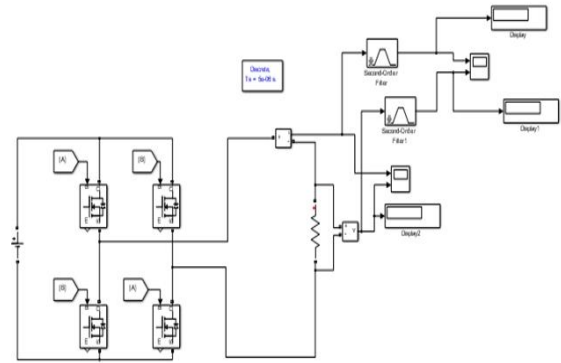 Display
Second-Order
Filter
Discrete,
Ts = 5e-06 s.
Second-Order
Filter1
Display1
[A]
[B]
Display2
[B]
[A]